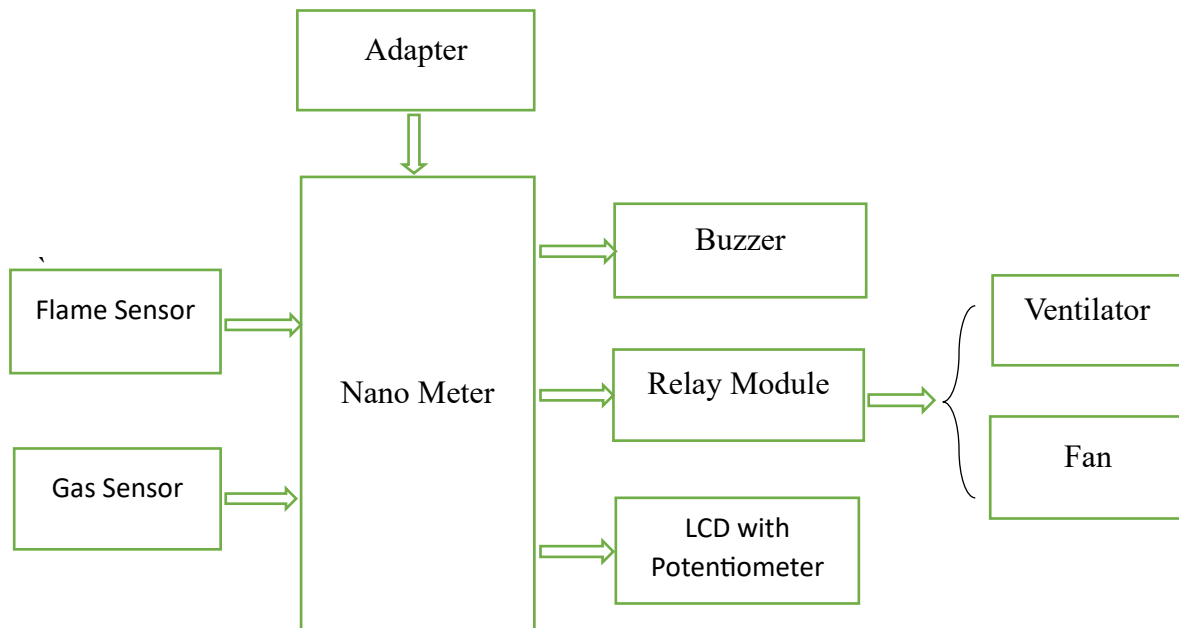 Adapter
Buzzer
`
Flame Sensor
Ventilator
Nano Meter
Relay Module
Gas Sensor
Fan
LCD with
Potentiometer